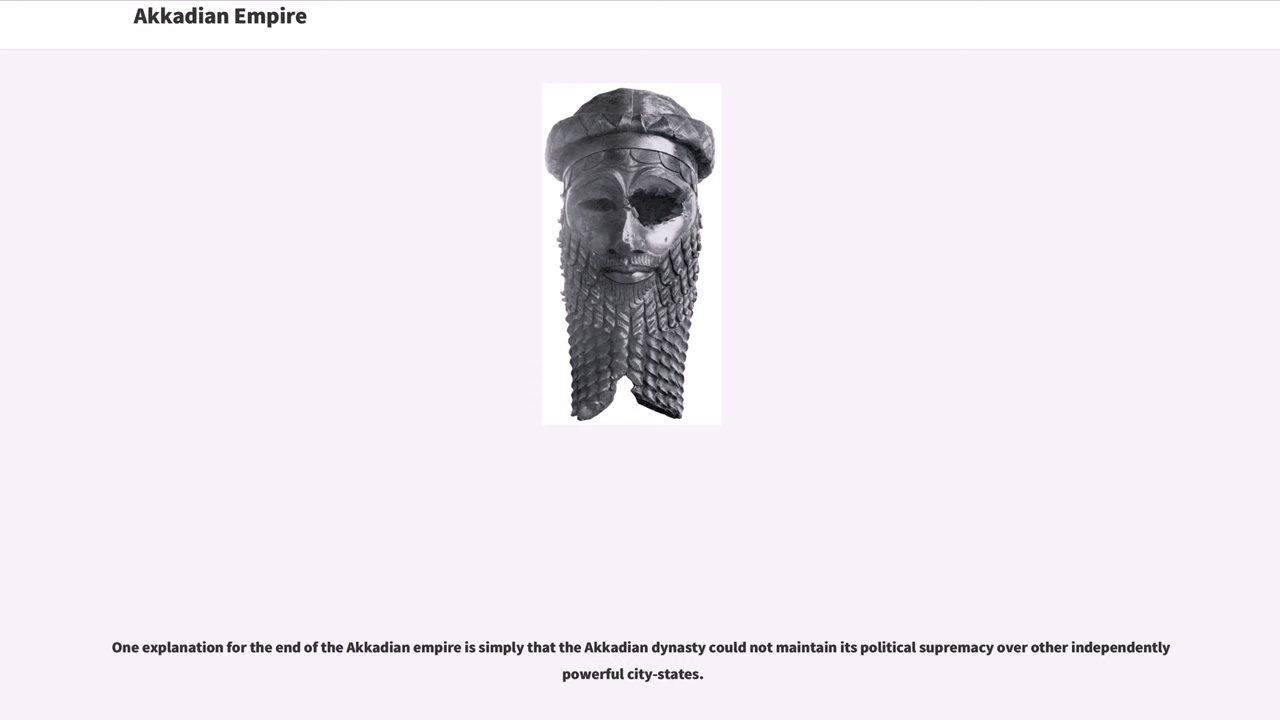 Akkadian Empire
One explanation for the end of the Akkadian empire is simply that the Akkadian dynasty could not maintain its political supremacy over other independently
powerful city-states.